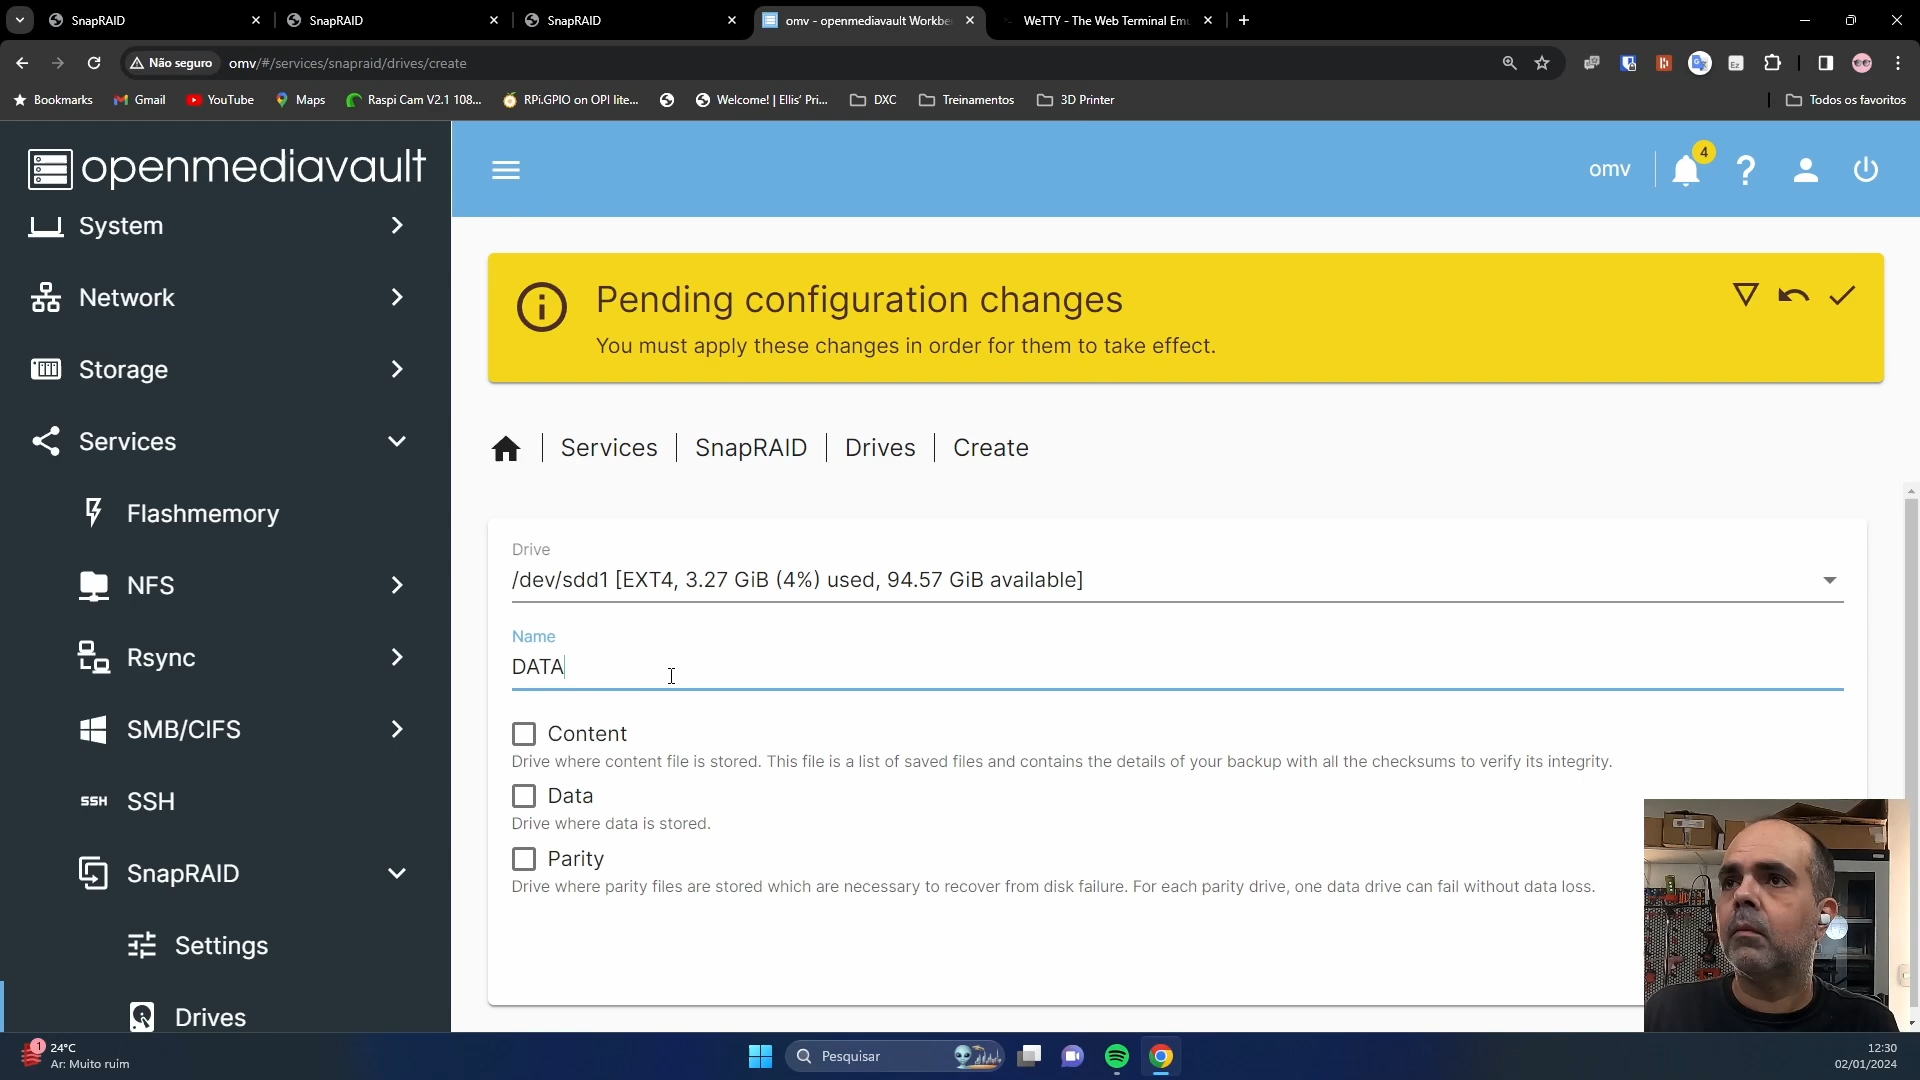 SnapRAID
SnapRAID
SnapRAID
omv - openmediavault Workbe
WeTTY - The Web Terminal Em
Não seguro
omv/#/services/snapraid/drives/create
Bookmarks
Gmail
YouTube
Maps
Raspi Cam V2.1 108...
RPi.GPIO on OPI lite...
Welcome! | Ellis' Pri...
DXC
Treinamentos
3D Printer
Todos os favoritos
openmediavault
omv
4
System
Network
Storage
Services
Flashmemory
NFS
Rsync
SMB/CIFS
SSH SSH
SnapRAID
Settings
Drives
Pending configuration changes
You must apply these changes in order for them to take effect.
Services | SnapRAID | Drives | Create
Drive
/dev/sdd1 [EXT4, 3.27 GiB (4%) used, 94.57 GiB available]
Name
DATA
Content
Drive where content file is stored. This file is a list of saved files and contains the details of your backup with all the checksums to verify its integrity.
Data
Drive where data is stored.
Parity
Drive where parity files are stored which are necessary to recover from disk failure. For each parity drive, one data drive can fail without data loss.
1
24°C
Ar: Muito ruim
Pesquisar
12:30
02/01/2024